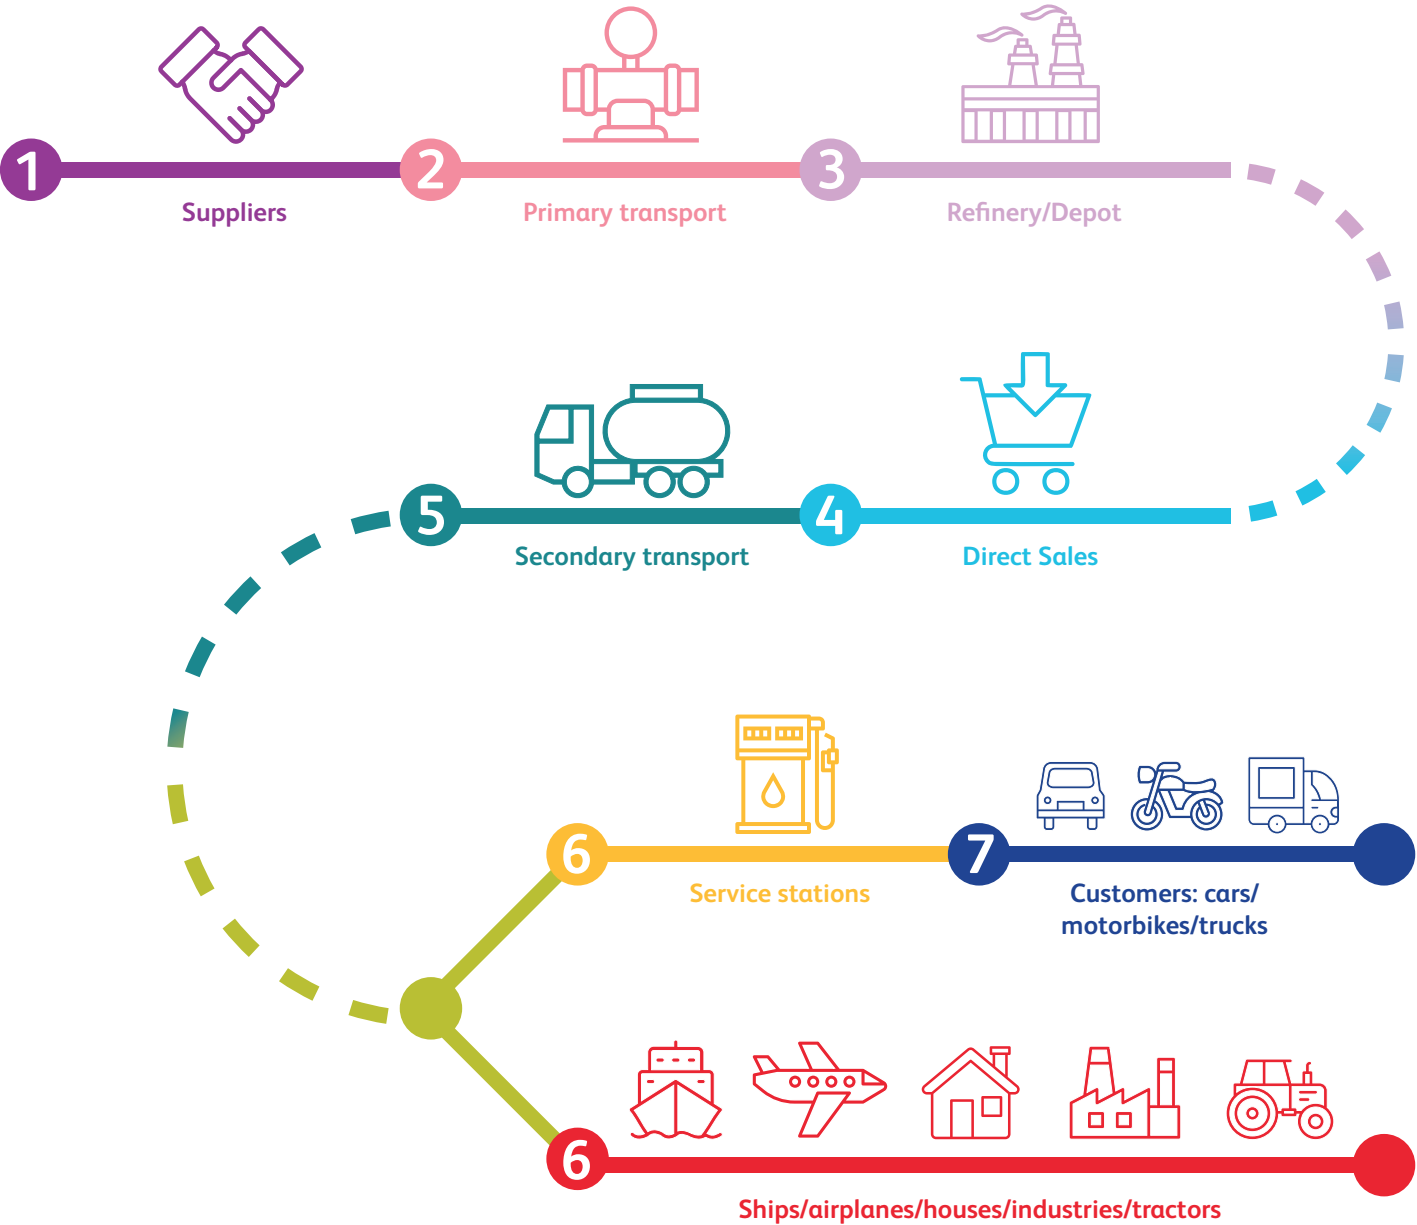 1
Suppliers
2
Primary transport
3
Refinery/Depot
4
Direct Sales
5
Secondary transport
6
Service stations
7
Customers: cars/
motorbikes/trucks
6
Ships/airplanes/houses/industries/tractors